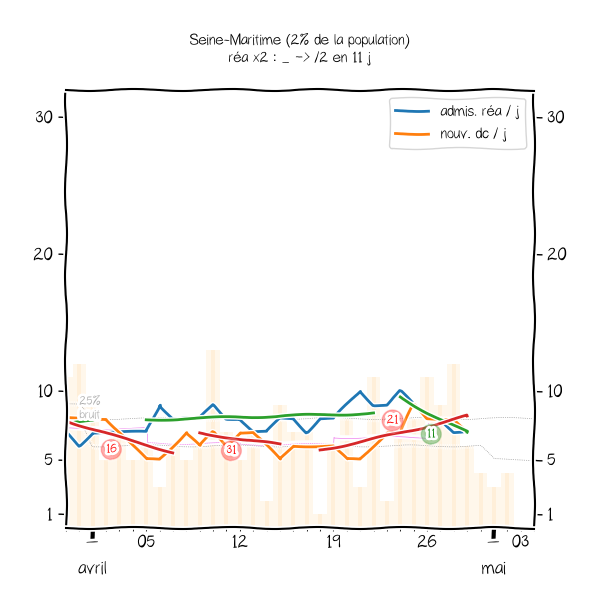 Seine-Maritime (2% de la population)
réa x2 : _ -> /2 en 11 j
admis. réa / j
nouv. dc / j
30
30
20
20
10
10
5
5
1
1
25%
bruit
16
31
21
11
05
12
19
26
03
avril
mai